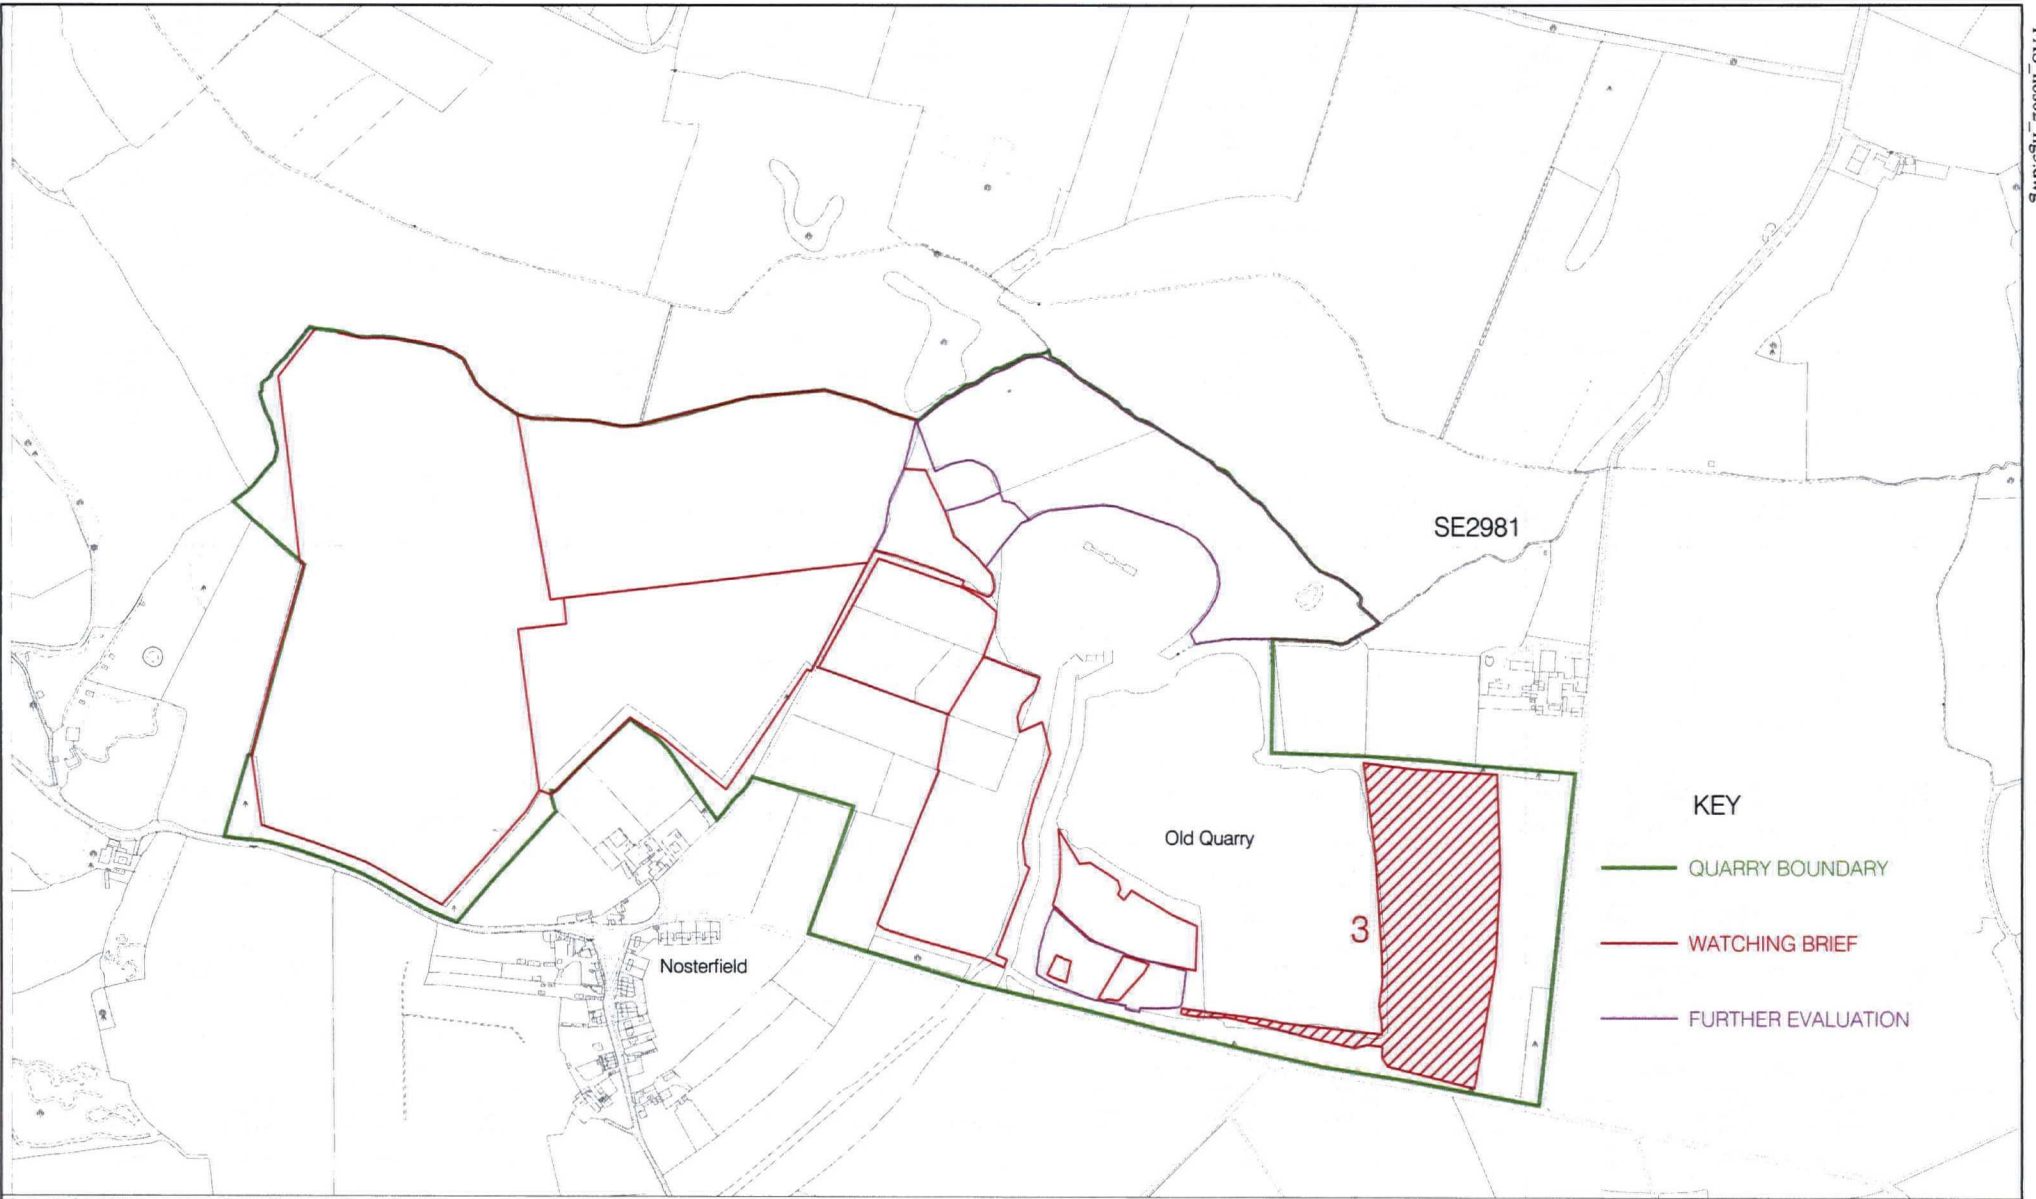 SE2981
KEY
QUARRY BOUNDARY
Old Quarry
3
WATCHING BRIEF
Nosterfield
FURTHER EVALUATION